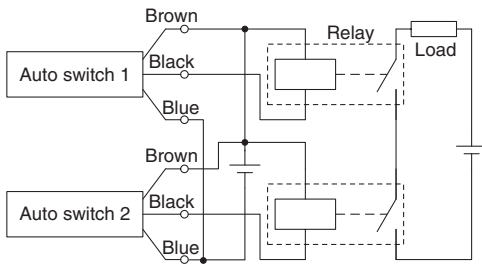 Brown
Relay
Auto switch 1
Black
Load
Blue
Brown
Auto switch 2
Black
Blue